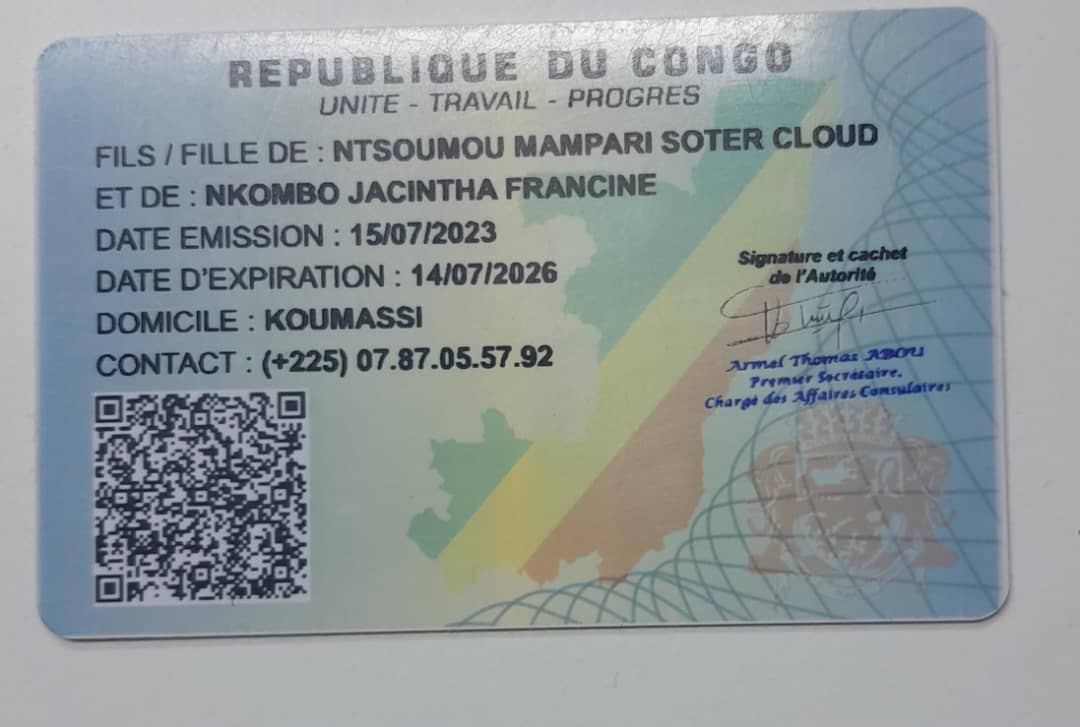 REPUBLIQUE DU CONGO
UNITE - TRAVAIL - PROGRES
FILS / FILLE DE : NTSOUMOU MAMPARI SOTER CLOUD
ET DE : NKOMBO JACINTHA FRANCINE
DATE EMISSION : 15/07/2023
DATE D'EXPIRATION : 14/07/2026
DOMICILE : KOUMASSI
CONTACT : (+225) 07.87.05.57.92
Signature et cachet
de l'Autorité
Armel Thomas ABOU
Premier Secrétaire,
Chargé des Affaires Consulaires